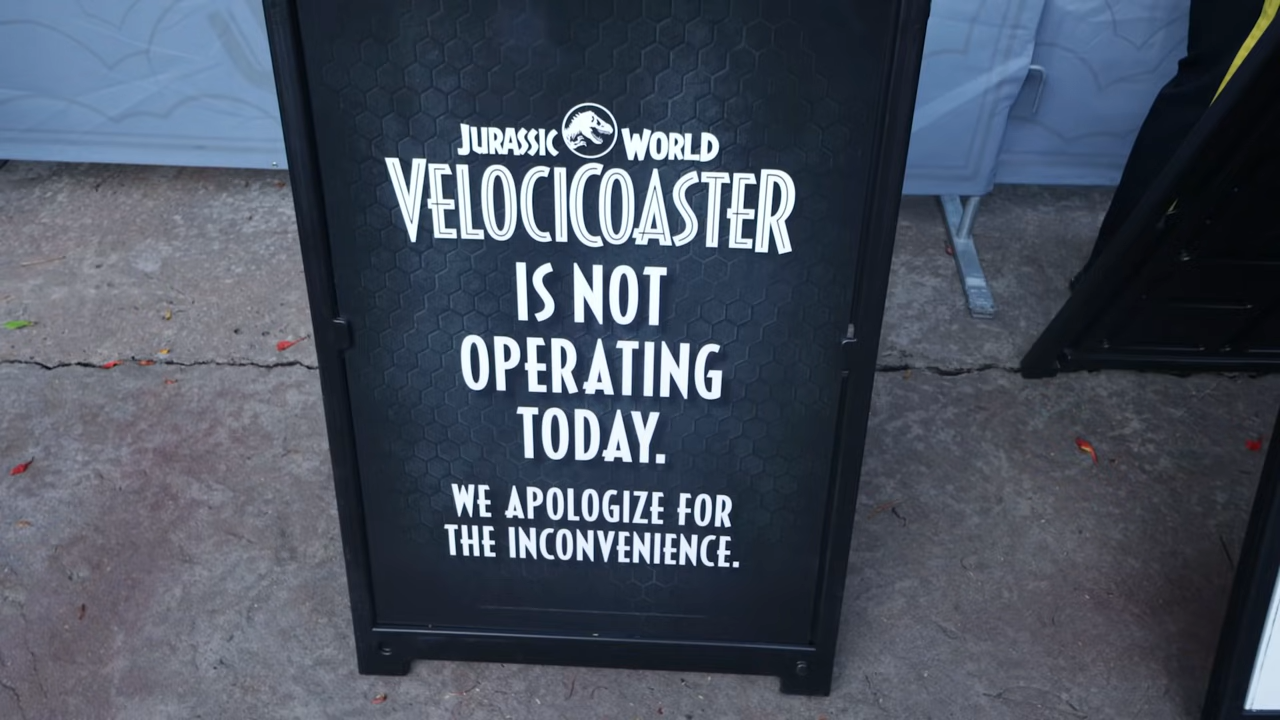 JURASSIC WORLD
VELOCICOASTER
IS NOT
OPERATING
TODAY.
WE APOLOGIZE FOR
THE INCONVENIENCE.